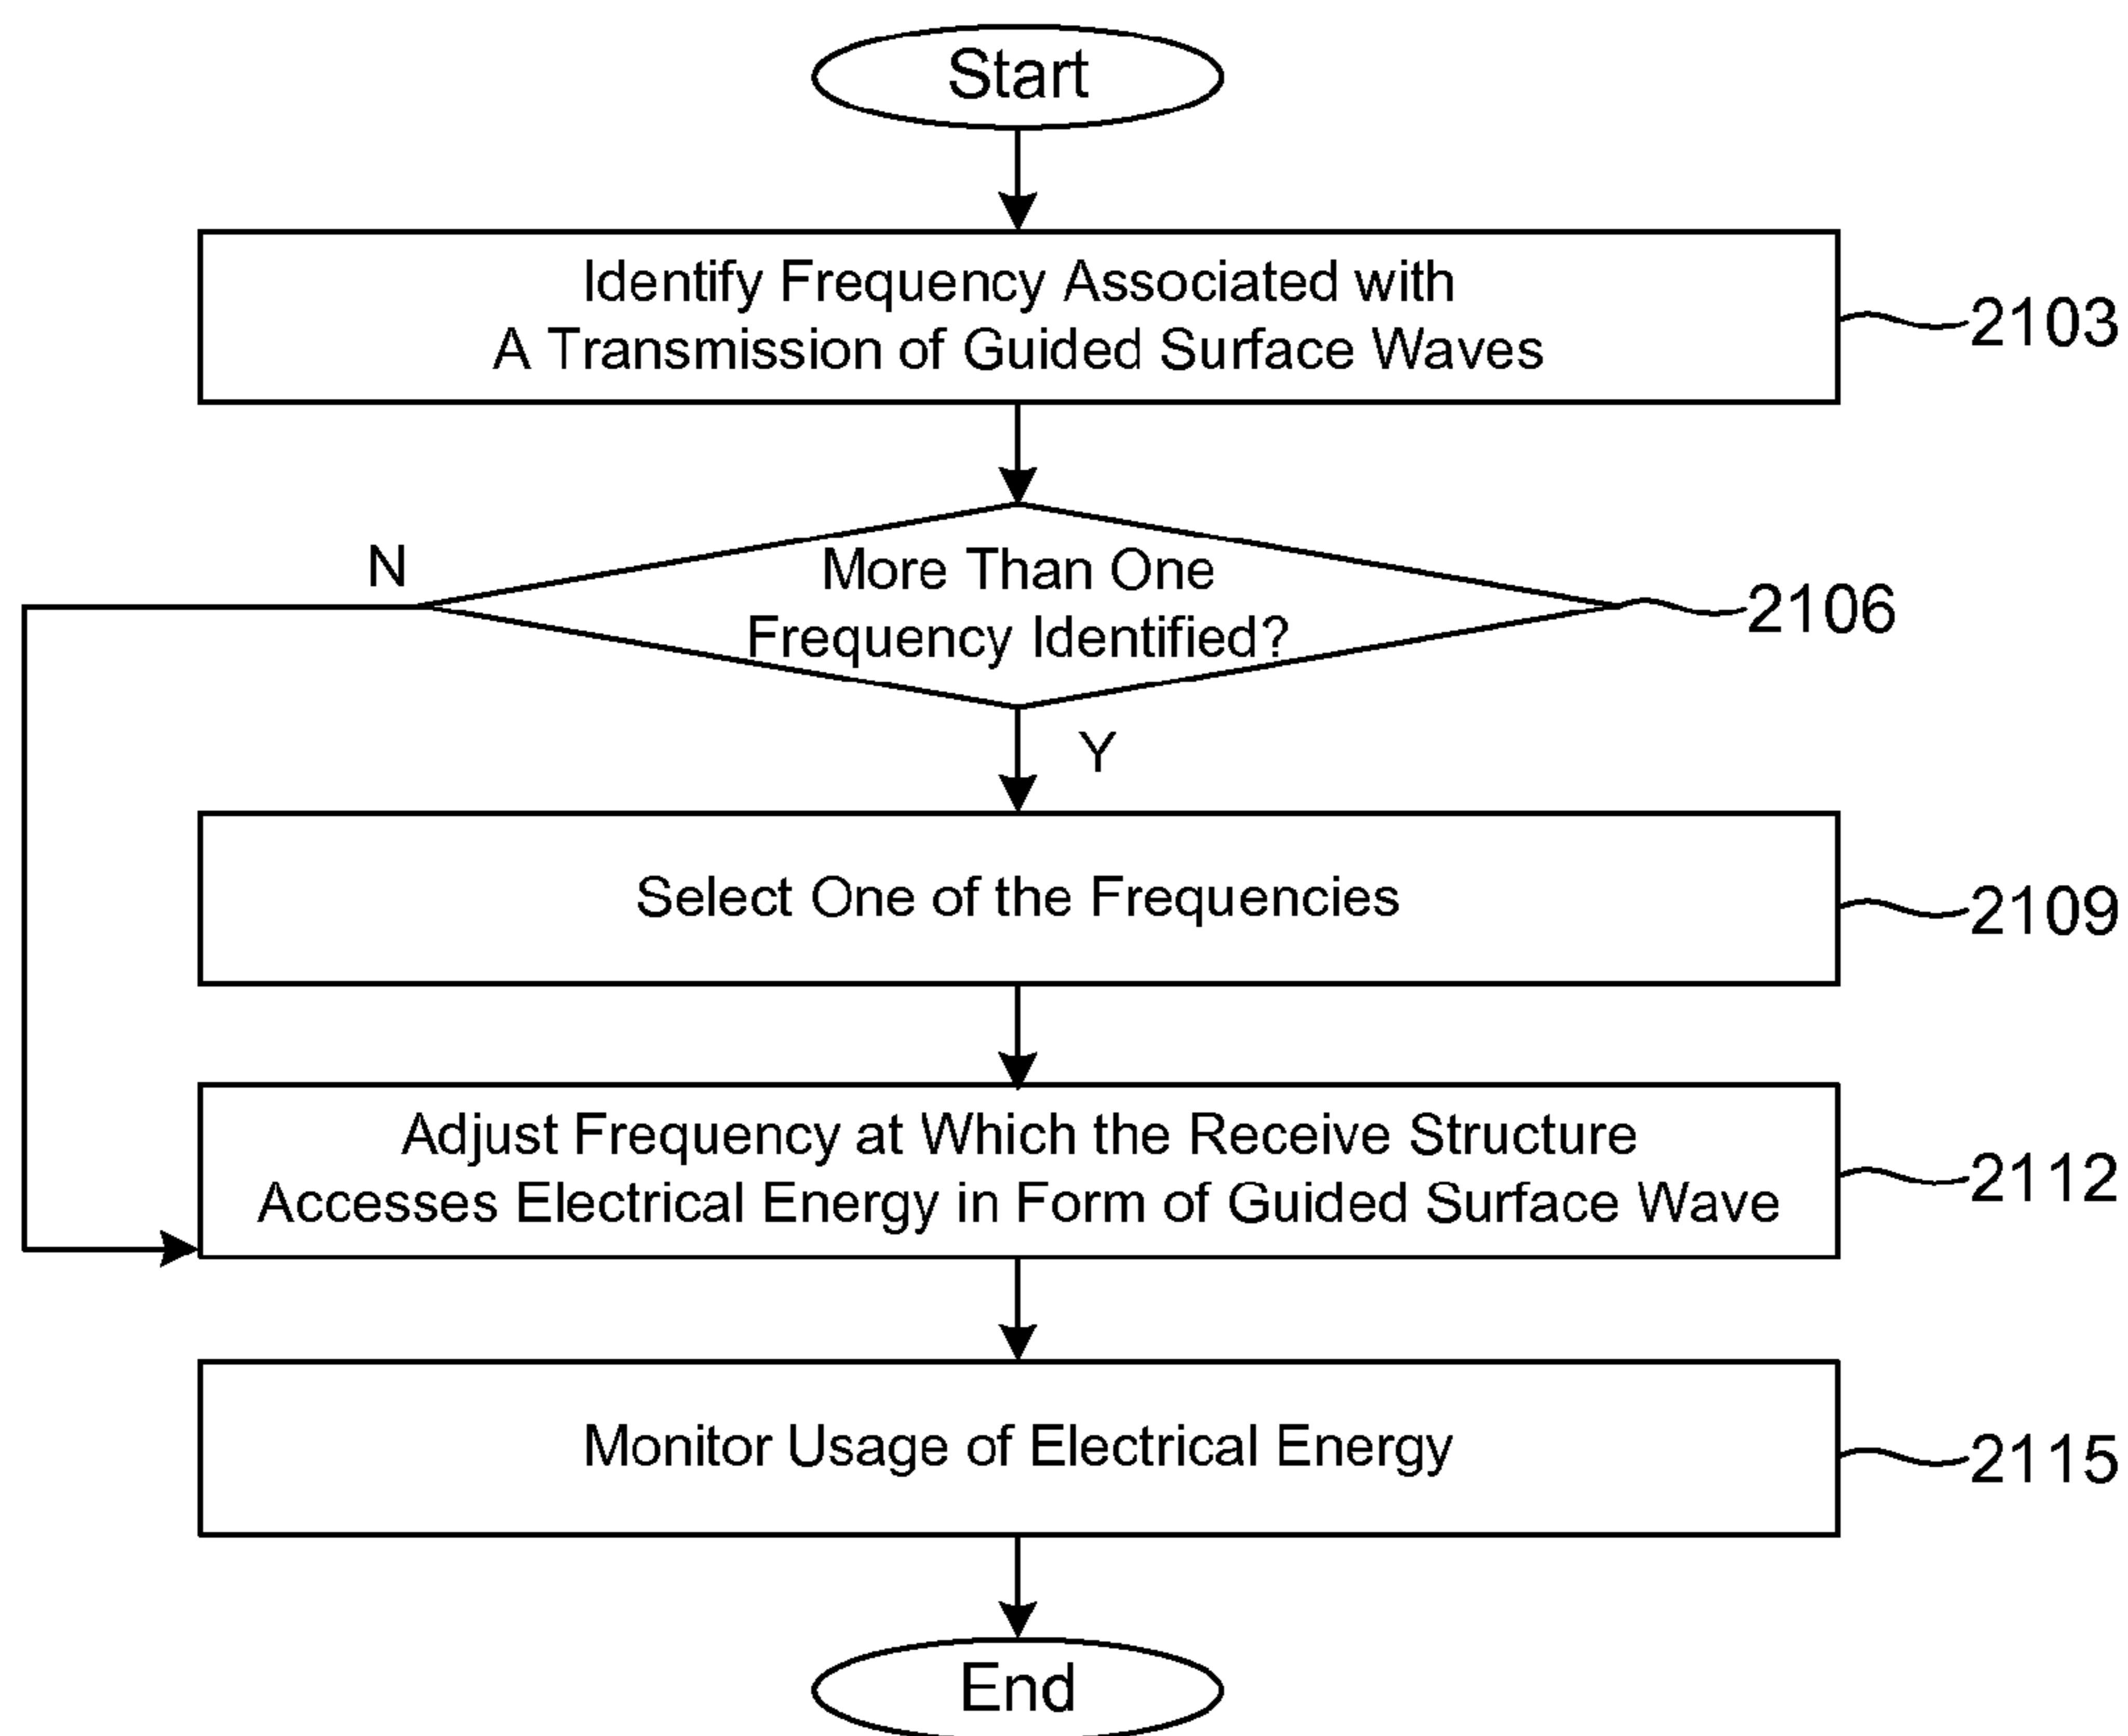 Start
Identify Frequency Associated with
A Transmission of Guided Surface Waves
2103
More Than One
Frequency Identified?
2106
N
Y
Select One of the Frequencies
2109
Adjust Frequency at Which the Receive Structure
Accesses Electrical Energy in Form of Guided Surface Wave
2112
Monitor Usage of Electrical Energy
2115
End